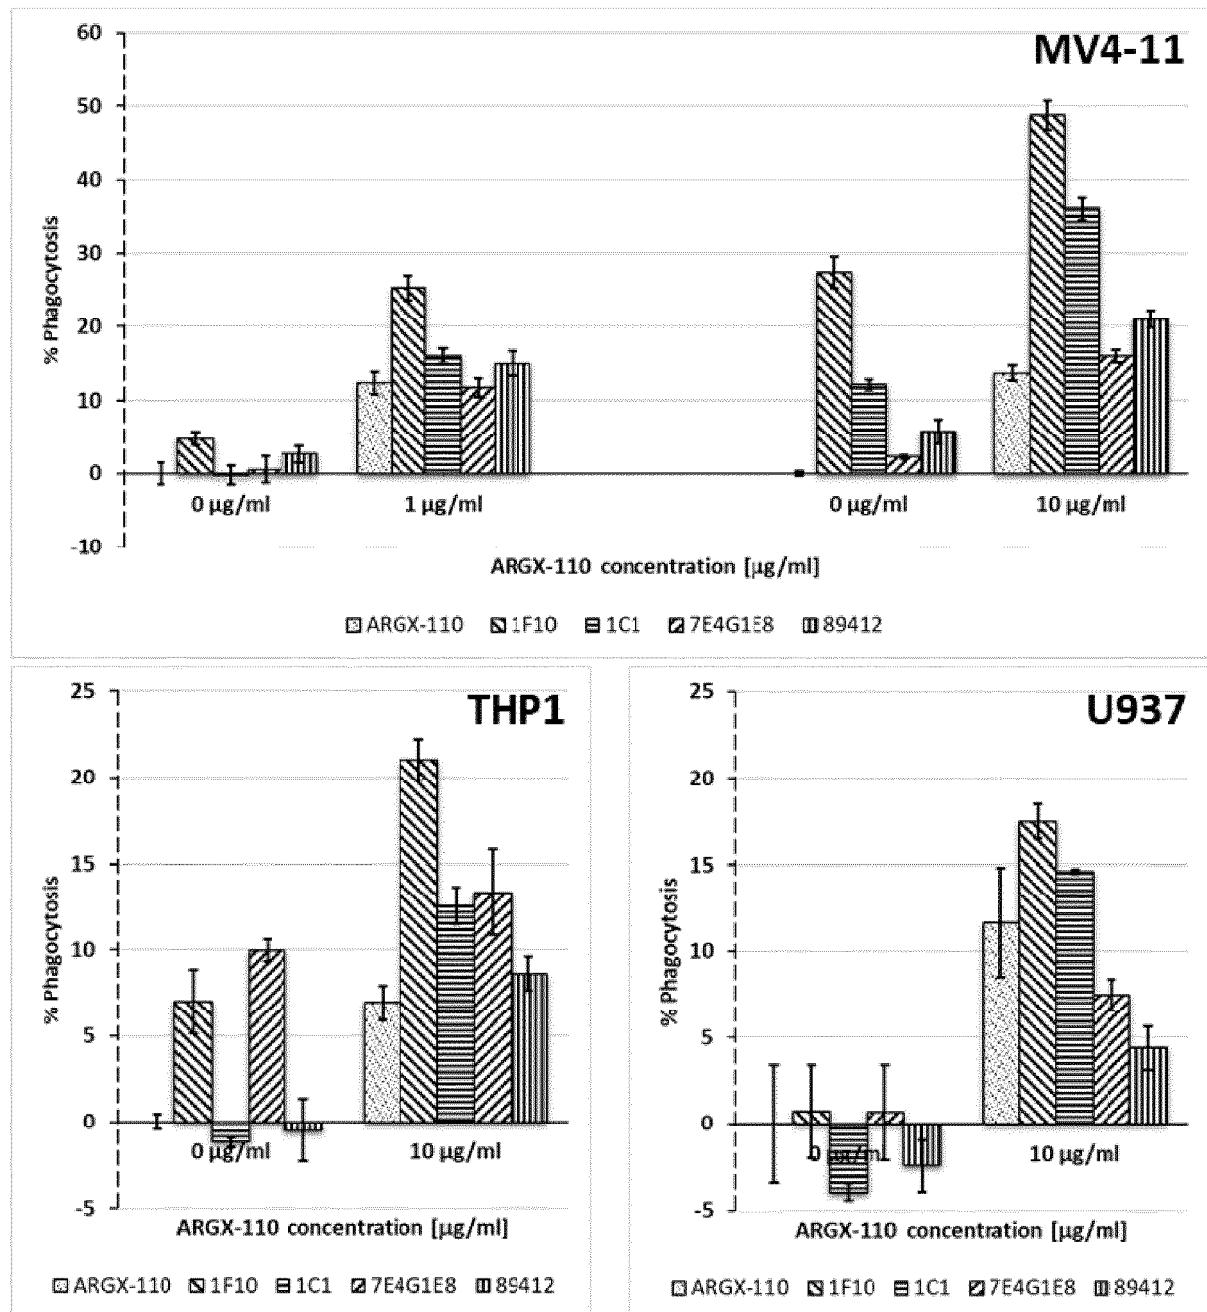 MV4-11
60
50
40
30
20
10
0
-10
% Phagocytosis
0 µg/ml 1 µg/ml 0 µg/ml 10 µg/ml
ARGX-110 concentration [µg/ml]
ARGX-110 1F10 1C1 7E4G1E8 89412
THP1
25
20
15
10
5
0
-5
% Phagocytosis
0 µg/ml 10 µg/ml
ARGX-110 concentration [µg/ml]
ARGX-110 1F10 1C1 7E4G1E8 89412
U937
25
20
15
10
5
0
-5
% Phagocytosis
10 µg/ml
ARGX-110 concentration [µg/ml]
ARGX-110 1F10 1C1 7E4G1E8 89412